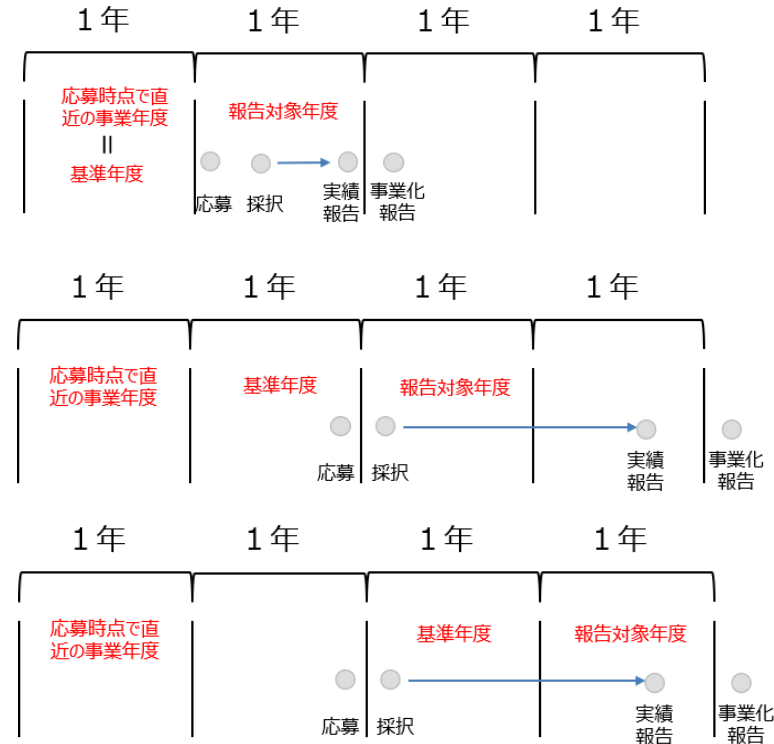 １年 １年 １年 １年
応募時点で直
近の事業年度
＝
基準年度
報告対象年度
応募 採択 実績 事業化
報告 報告
１年 １年 １年 １年
応募時点で直
近の事業年度
基準年度 報告対象年度
応募 採択 実績 事業化
報告 報告
１年 １年 １年 １年
応募時点で直
近の事業年度
基準年度 報告対象年度
応募 採択 実績 事業化
報告 報告